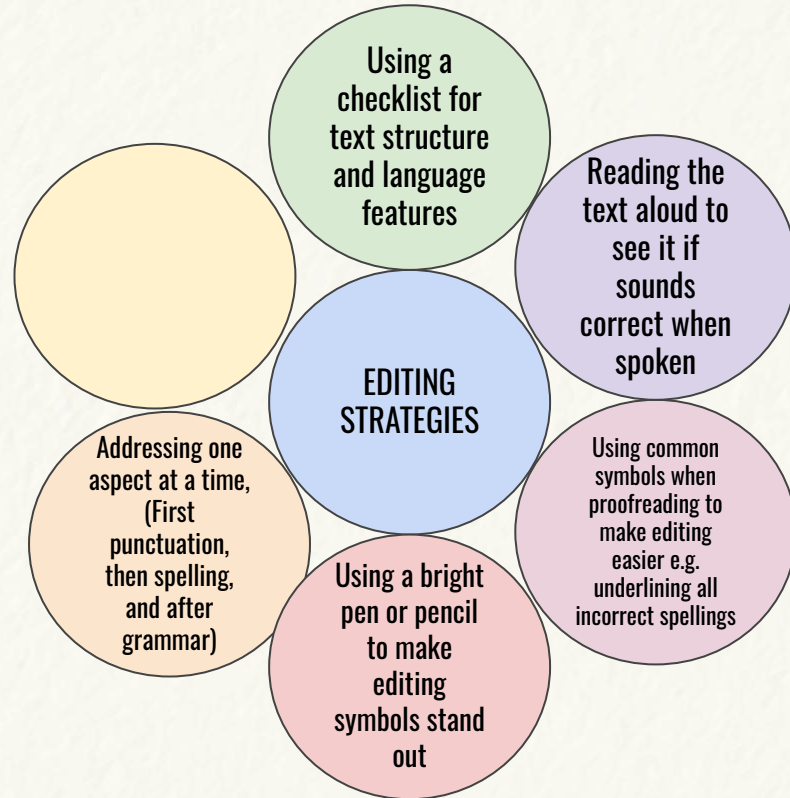 Using a
checklist for
text structure
and language
features
Reading the
text aloud to
see it if
sounds
correct when
spoken
EDITING
STRATEGIES
Addressing one
aspect at a time,
(First
punctuation,
then spelling,
and after
grammar)
Using common
symbols when
proofreading to
make editing
easier e.g.
underlining all
incorrect spellings
Using a bright
pen or pencil
to make
editing
symbols stand
out